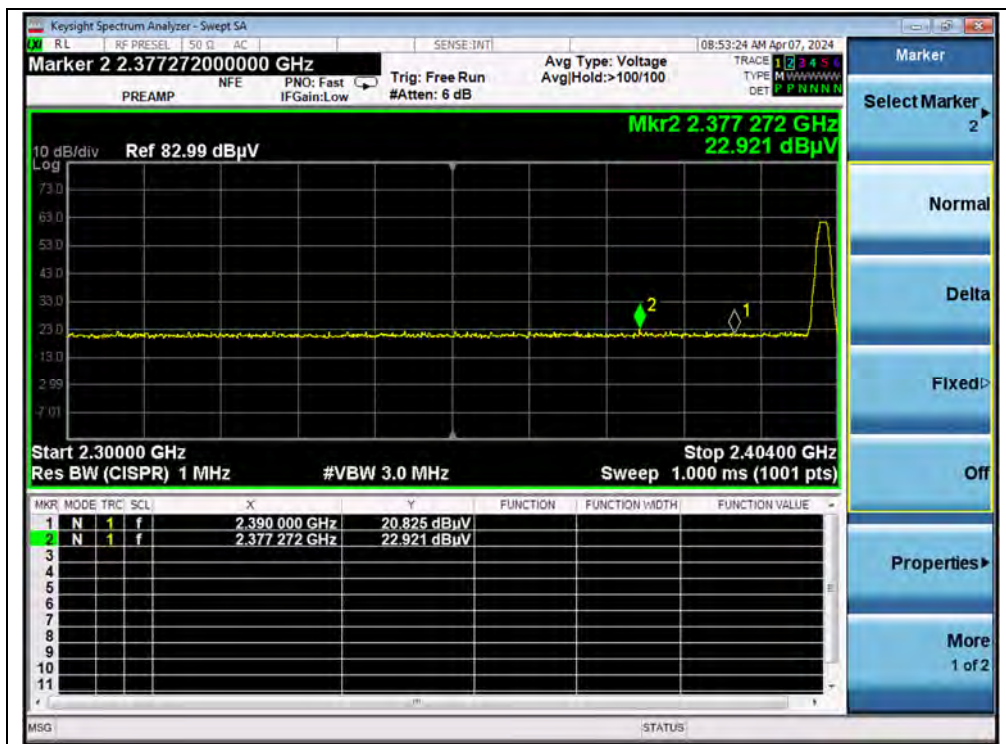 Keysight Spectrum Analyzer - Swept SA
LXI RL RF PRESEL 50 Ω AC SENSE:INT 08:53:24 AM Apr 07, 2024
Marker 2 2.377272000000 GHz
PREAMP NFE PNO: Fast IFGain:Low
Trig: Free Run
#Atten: 6 dB
Avg Type: Voltage
Avg|Hold:>100/100
TRACE 1 2 3 4 5 6
TYPE M W W W W W
DET P P N N N N
Mkr2 2.377 272 GHz
22.921 dBµV
10 dB/div Ref 82.99 dBµV
Log
73.0
63.0
53.0
43.0
33.0
23.0
13.0
2.99
-7.01
2
1
Start 2.30000 GHz Stop 2.40400 GHz
Res BW (CISPR) 1 MHz #VBW 3.0 MHz Sweep 1.000 ms (1001 pts)
MKR MODE TRC SCL X Y FUNCTION FUNCTION WIDTH FUNCTION VALUE
1 N 1 f 2.390 000 GHz 20.825 dBµV
2 N 1 f 2.377 272 GHz 22.921 dBµV
3
4
5
6
7
8
9
10
11
MSG STATUS
Marker
Select Marker
2
Normal
Delta
Fixed
Off
Properties
More
1 of 2